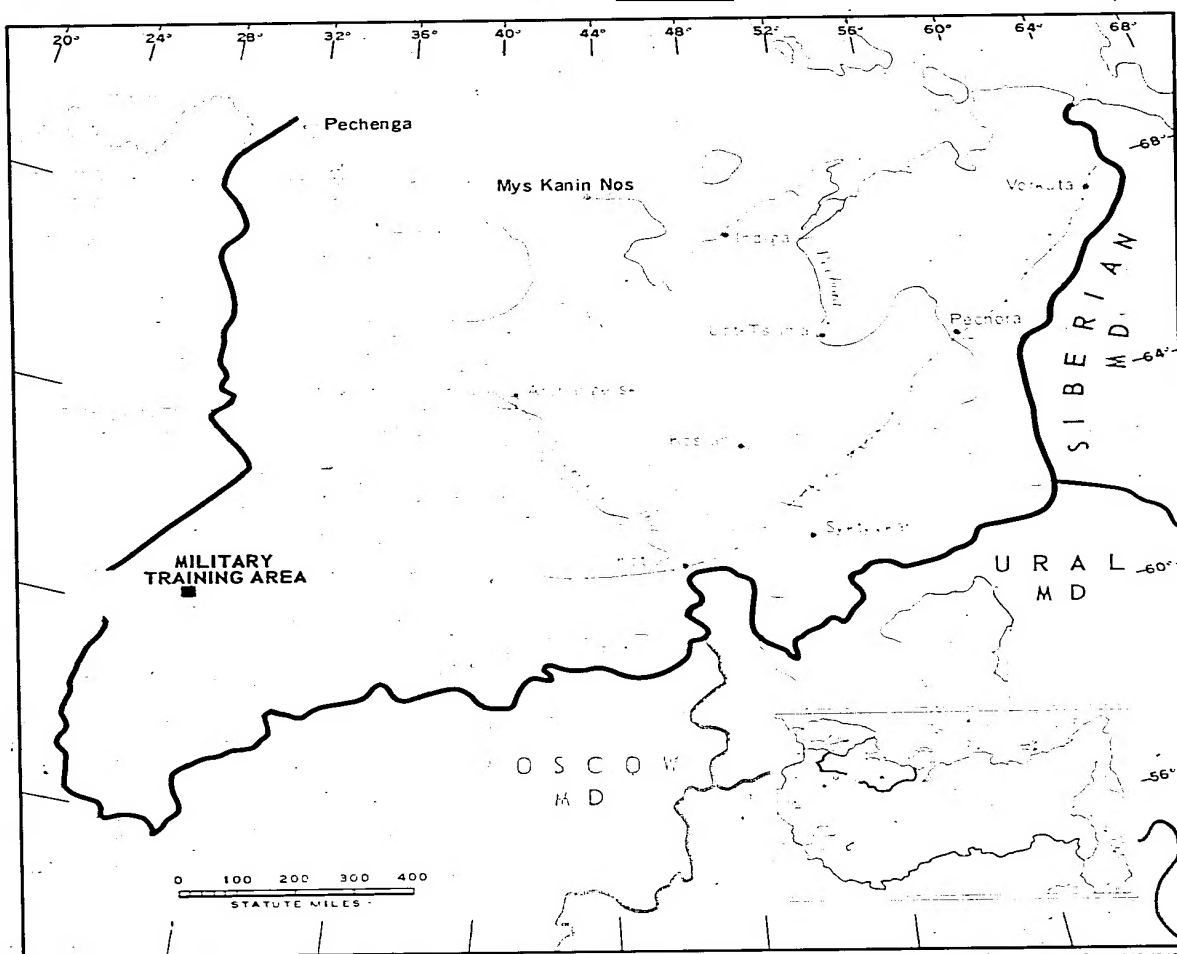 20° 24° 28° 32° 36° 40° 44° 48° 52° 56° 60° 64° 68°
Pechenga
68°
Mys Kanin Nos
Vorkuta
Indiga
SIBERIAN
MD
Pechora
64°
MILITARY
TRAINING AREA
URAL
MD
60°
OSCOW
MD
56°
0 100 200 300 400
STATUTE MILES